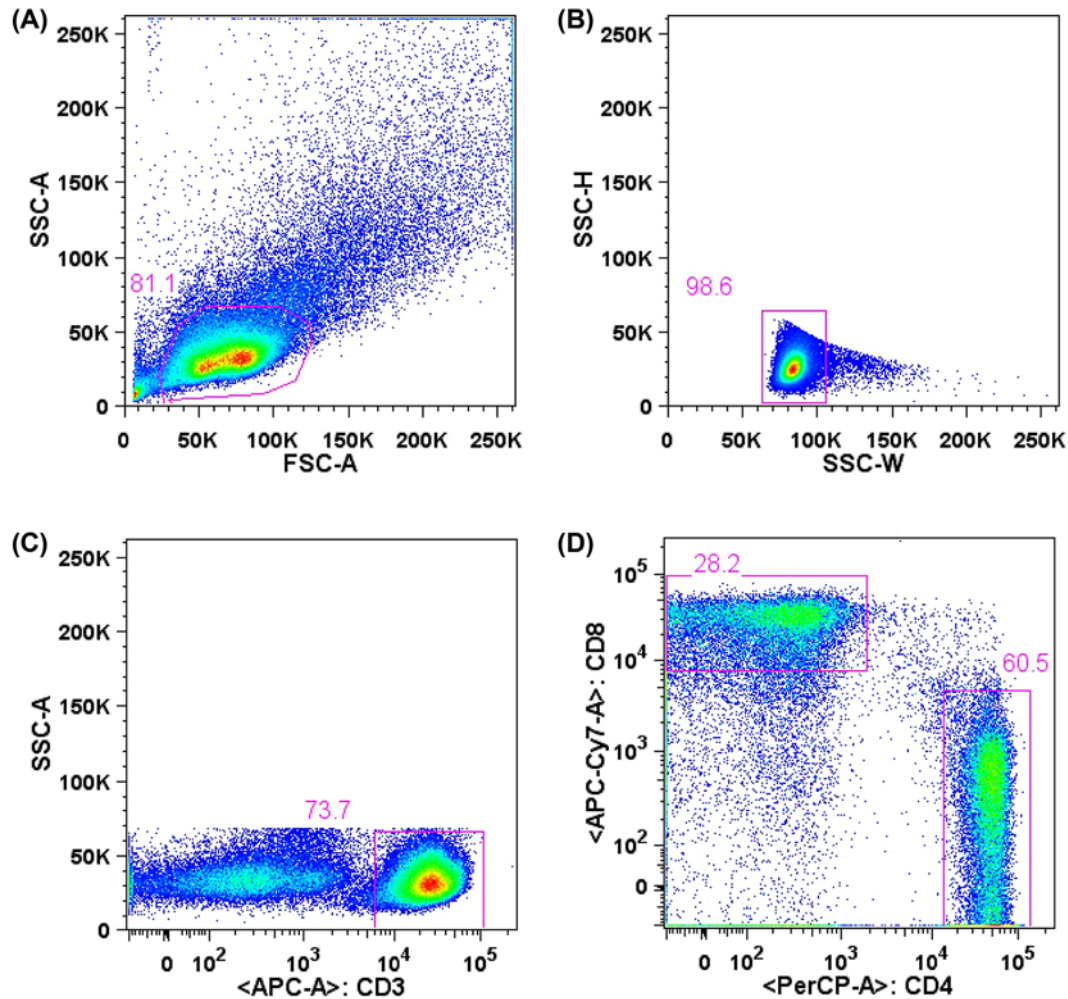 (A)
250K
200K
150K
100K
50K
0
SSC-A
81.1
0 50K 100K 150K 200K 250K
FSC-A
(B)
250K
200K
150K
100K
50K
0
SSC-H
98.6
0 50K 100K 150K 200K 250K
SSC-W
(C)
250K
200K
150K
100K
50K
0
SSC-A
73.7
0 10² 10³ 10⁴ 10⁵
<APC-A>: CD3
(D)
10⁵
10⁴
10³
10²
0
<APC-Cy7-A>: CD8
28.2
60.5
0 10² 10³ 10⁴ 10⁵
<PerCP-A>: CD4